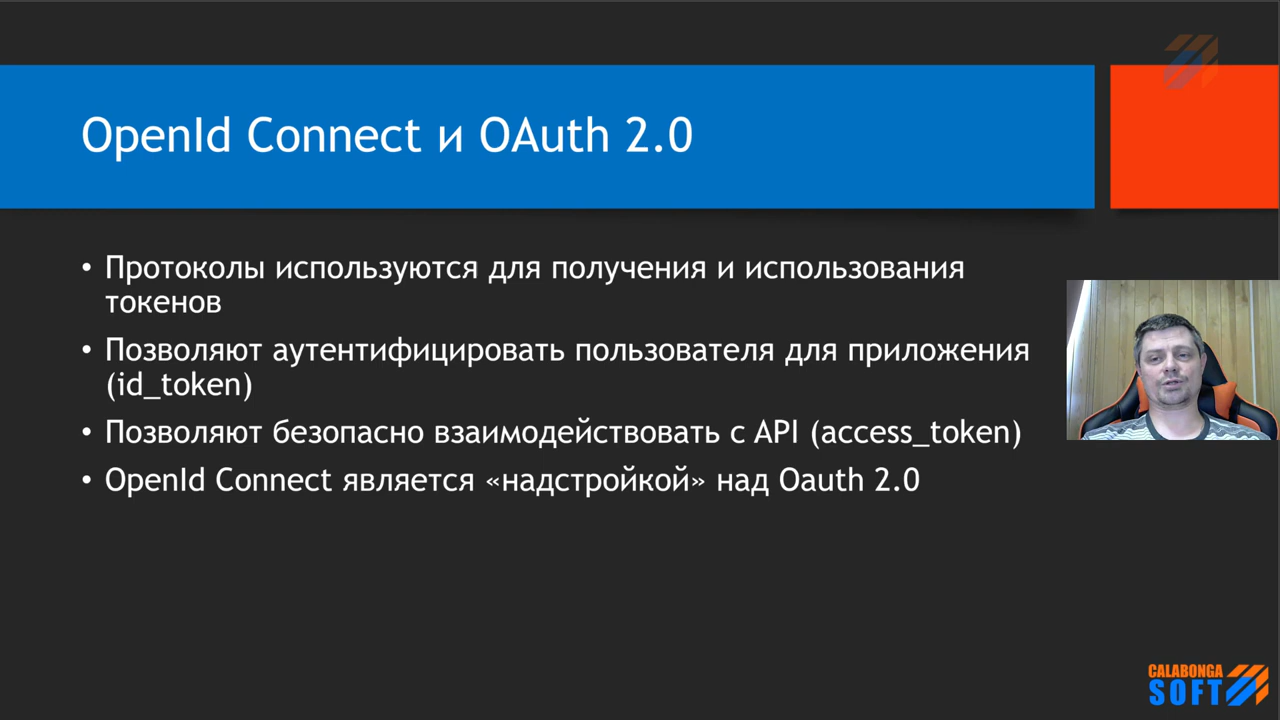 OpenId Connect и OAuth 2.0
• Протоколы используются для получения и использования
токенов
• Позволяют аутентифицировать пользователя для приложения
(id_token)
• Позволяют безопасно взаимодействовать с API (access_token)
• OpenId Connect является «надстройкой» над Oauth 2.0
CALABONGA
SOFT